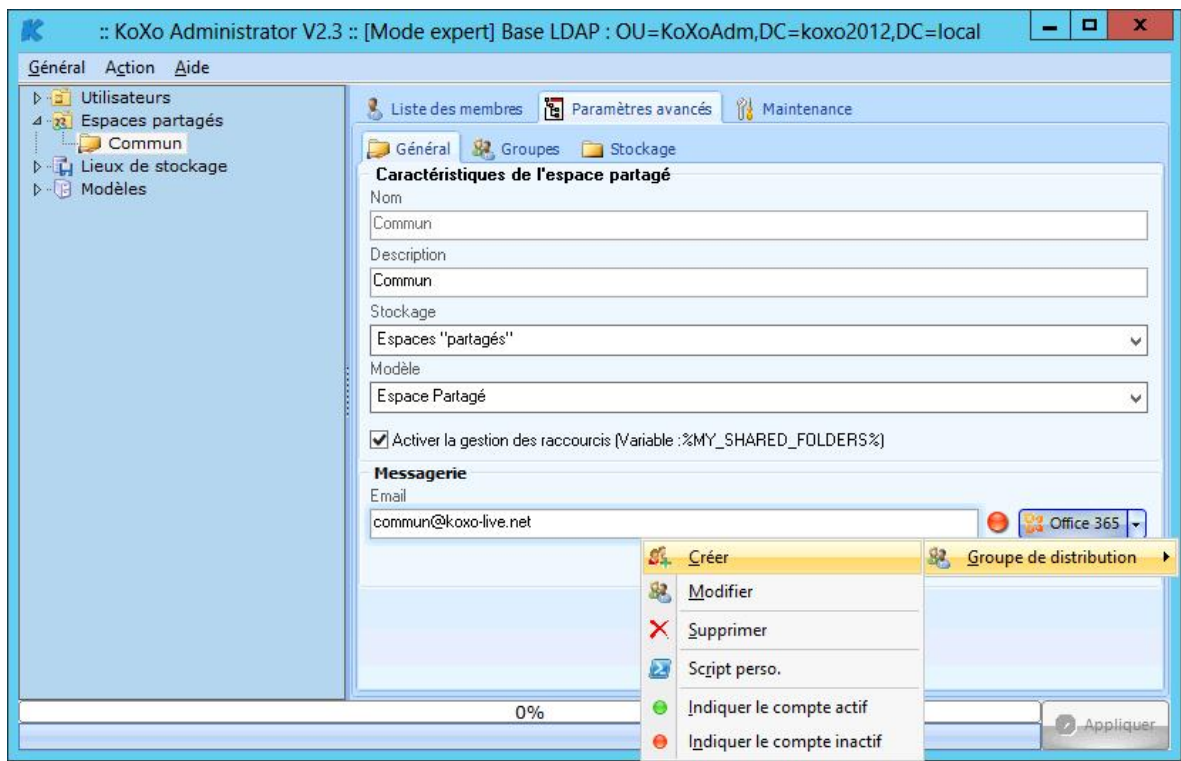 :: KoXo Administrator V2.3 :: [Mode expert] Base LDAP : OU=KoXoAdm,DC=koxo2012,DC=local
Général Action Aide
Utilisateurs
Espaces partagés
Commun
Lieux de stockage
Modèles
Liste des membres Paramètres avancés Maintenance
Général Groupes Stockage
Caractéristiques de l'espace partagé
Nom
Commun
Description
Commun
Stockage
Espaces "partagés"
Modèle
Espace Partagé
Activer la gestion des raccourcis (Variable :%MY_SHARED_FOLDERS%)
Messagerie
Email
commun@koxo-live.net Office 365
Créer Groupe de distribution
Modifier
Supprimer
Script perso.
Indiquer le compte actif
Indiquer le compte inactif
0%
Appliquer